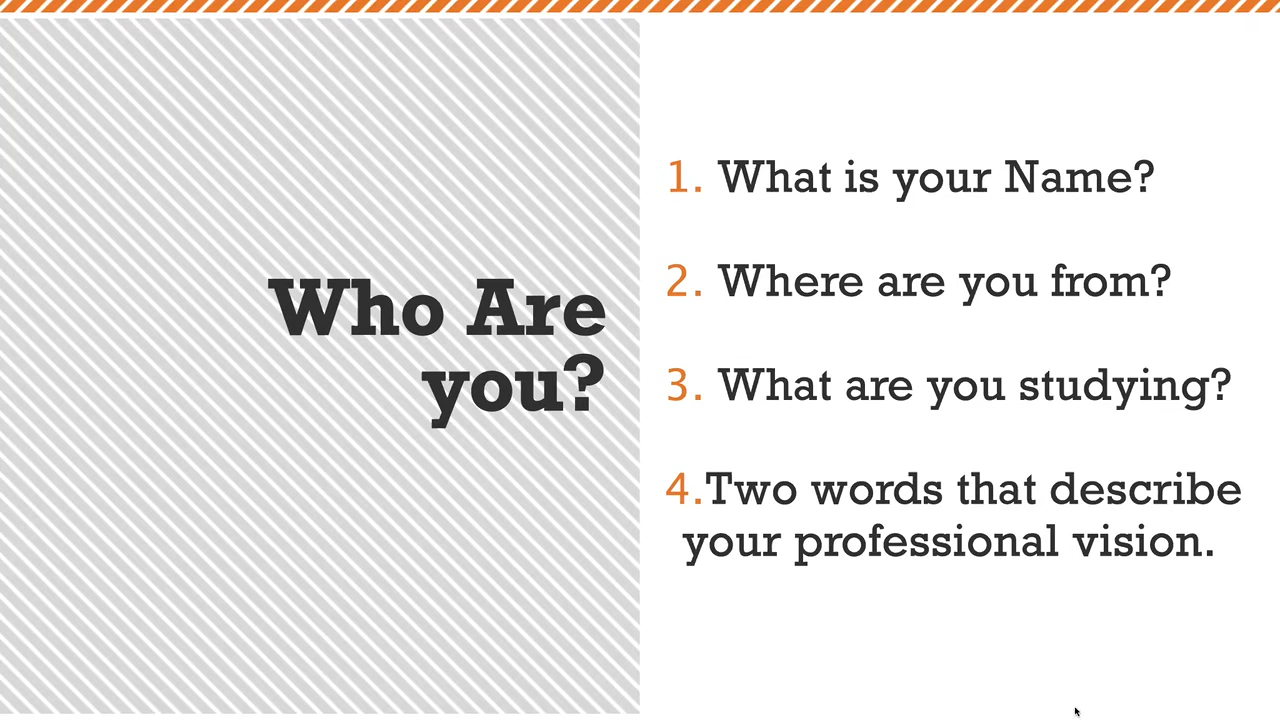 Who Are
you?
1. What is your Name?
2. Where are you from?
3. What are you studying?
4.Two words that describe
your professional vision.